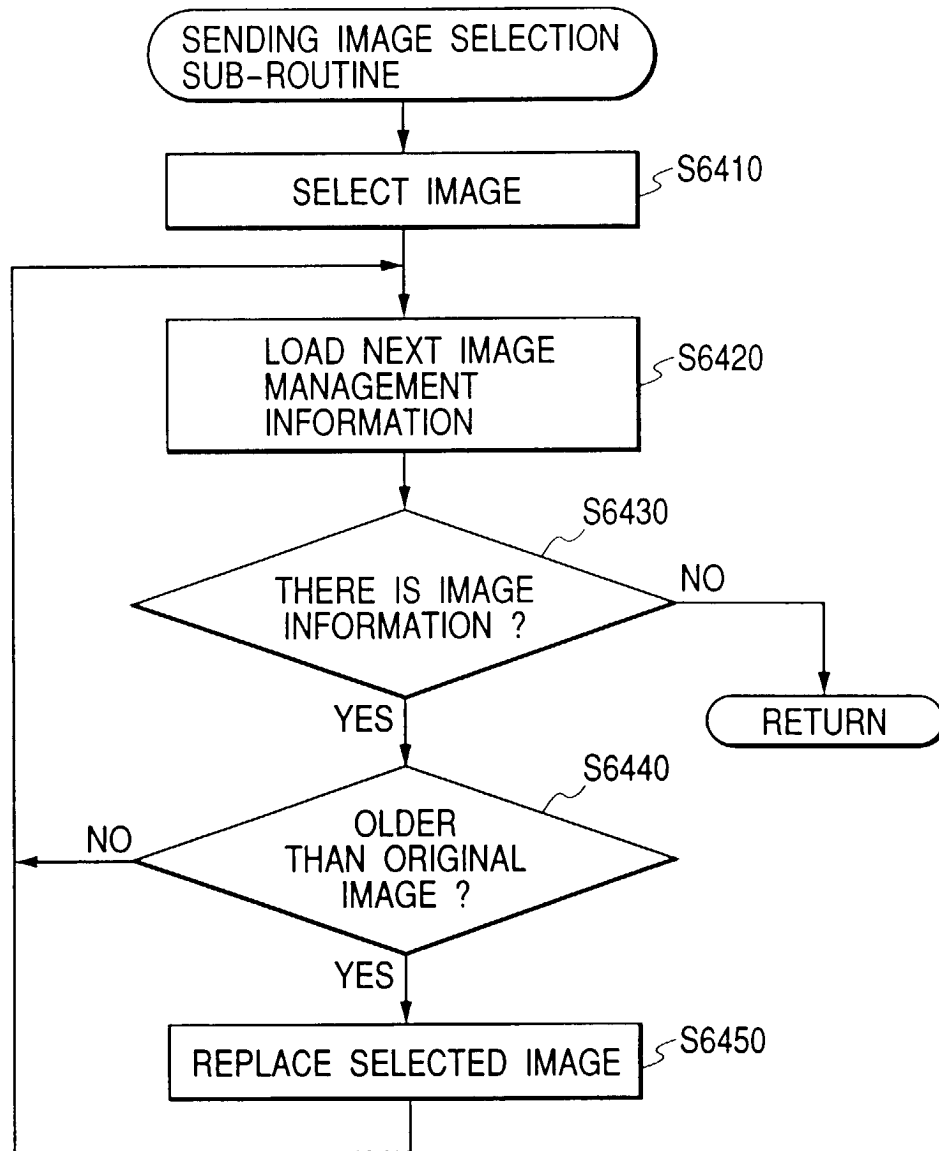 SENDING IMAGE SELECTION
SUB-ROUTINE
SELECT IMAGE
S6410
LOAD NEXT IMAGE
MANAGEMENT
INFORMATION
S6420
S6430
THERE IS IMAGE
INFORMATION ?
NO
YES
RETURN
S6440
OLDER
THAN ORIGINAL
IMAGE ?
NO
YES
REPLACE SELECTED IMAGE
S6450